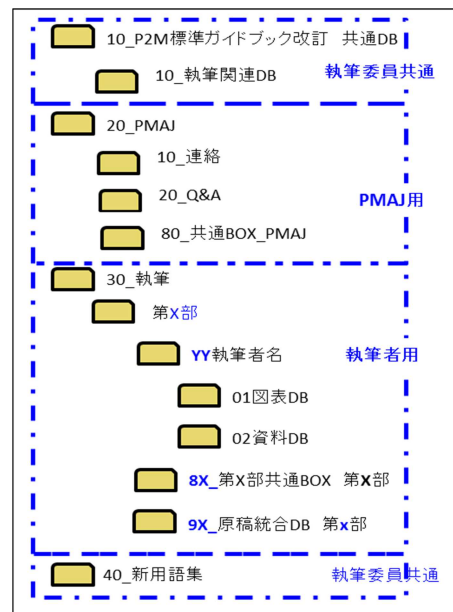 10_P2M標準ガイドブック改訂 共通DB
執筆委員共通
10_執筆関連DB
20_PMAJ
10_連絡
20_Q&A
PMAJ用
80_共通BOX_PMAJ
30_執筆
第X部
YY執筆者名
執筆者用
01図表DB
02資料DB
8X_第X部共通BOX 第X部
9X_原稿統合DB 第x部
40_新用語集
執筆委員共通